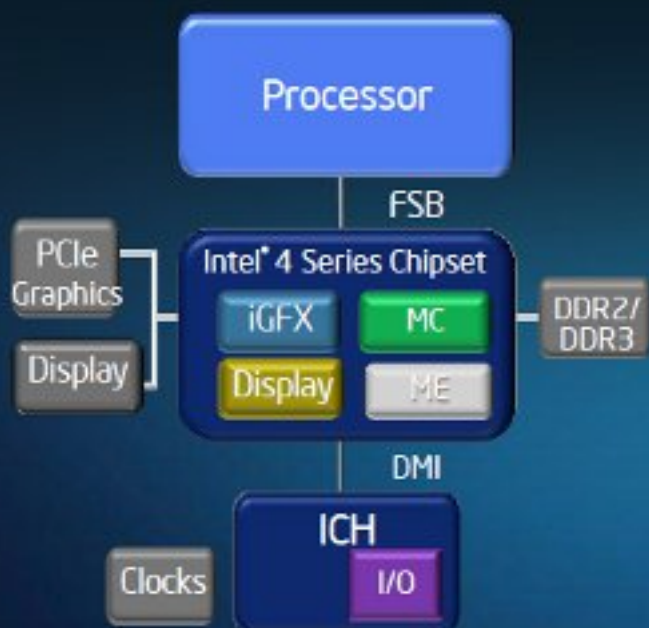 Processor
FSB
PCIe
Graphics
Intel® 4 Series Chipset
iGFX
MC
DDR2/
DDR3
Display
Display
ME
DMI
ICH
Clocks
I/O